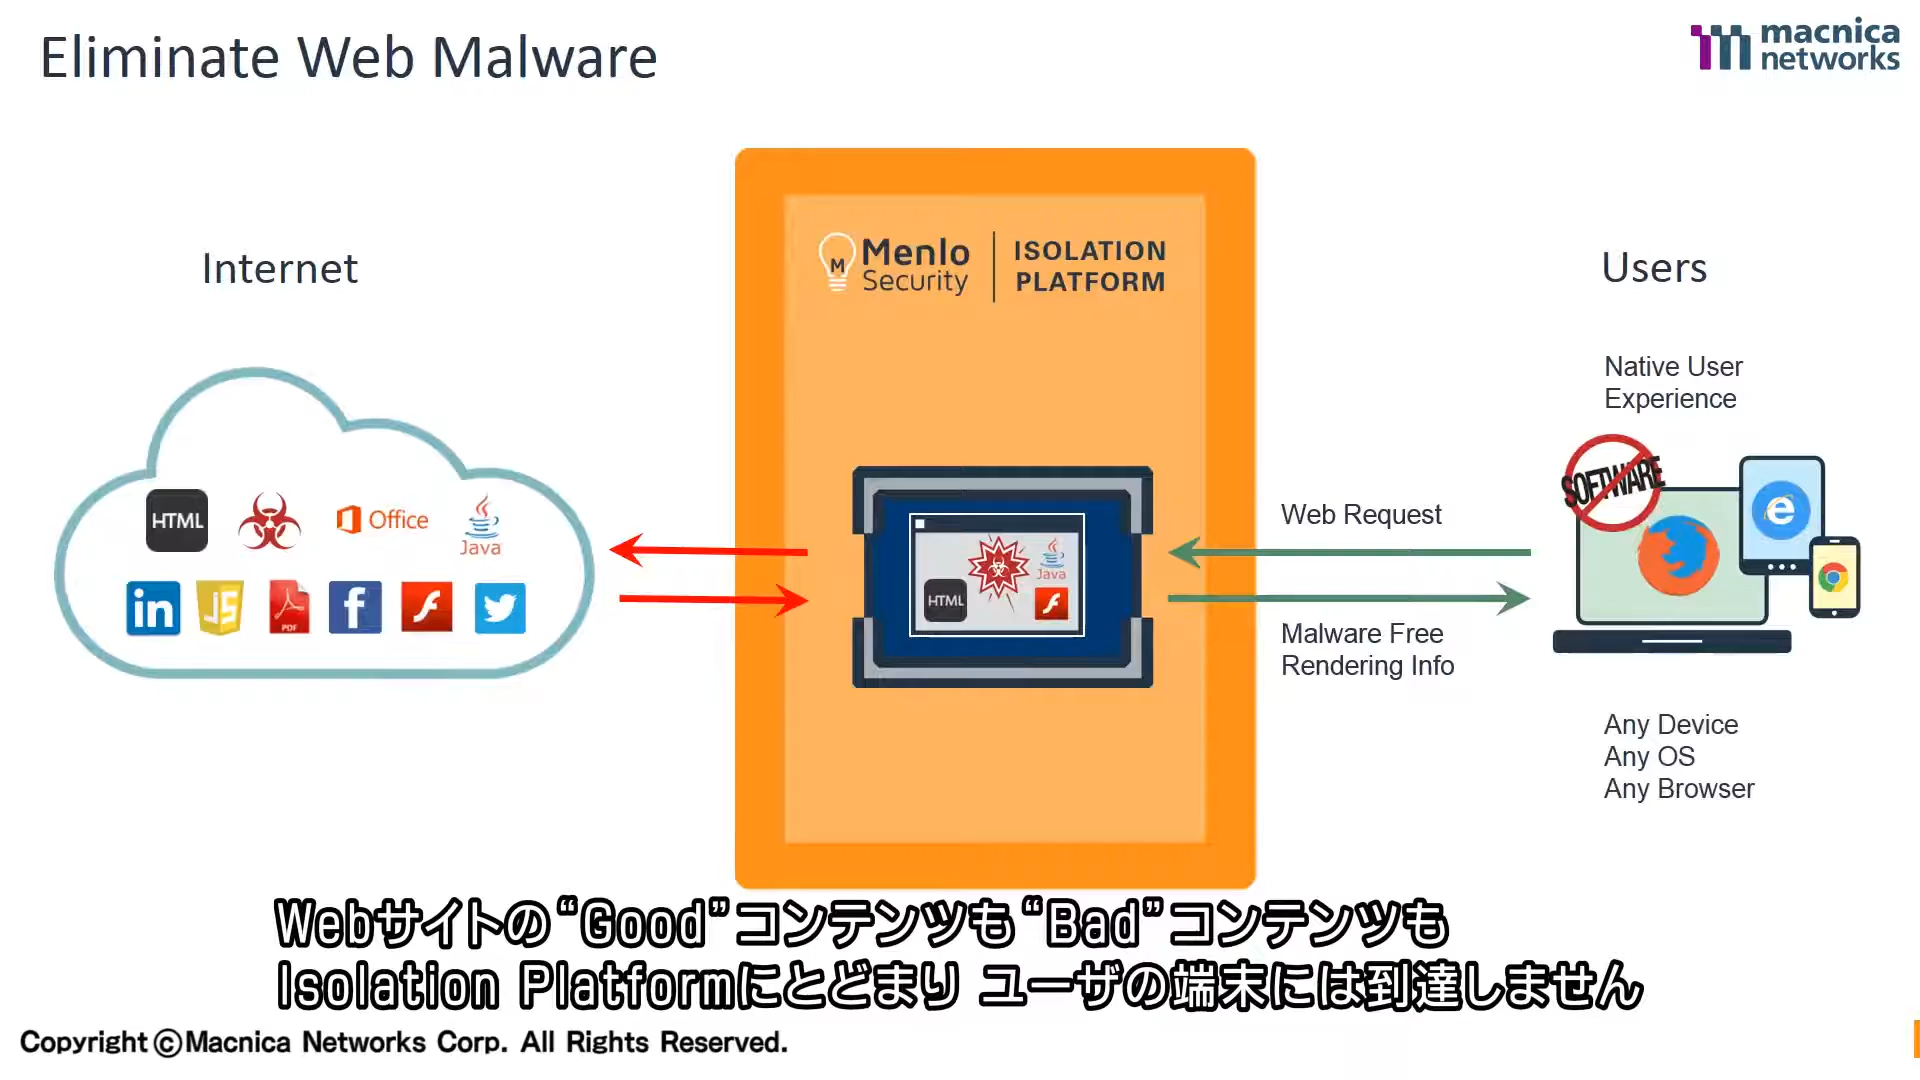 Eliminate Web Malware
macnica
networks
Internet
Menlo
Security
ISOLATION
PLATFORM
Users
Native User
Experience
SOFTWARE
HTML
Office
Java
in
JS
PDF
f
HTML
Java
Web Request
Malware Free
Rendering Info
Any Device
Any OS
Any Browser
Webサイトの“Good”コンテンツも“Bad”コンテンツも
Isolation Platformにとどまり ユーザの端末には到達しません
Copyright ⓒMacnica Networks Corp. All Rights Reserved.